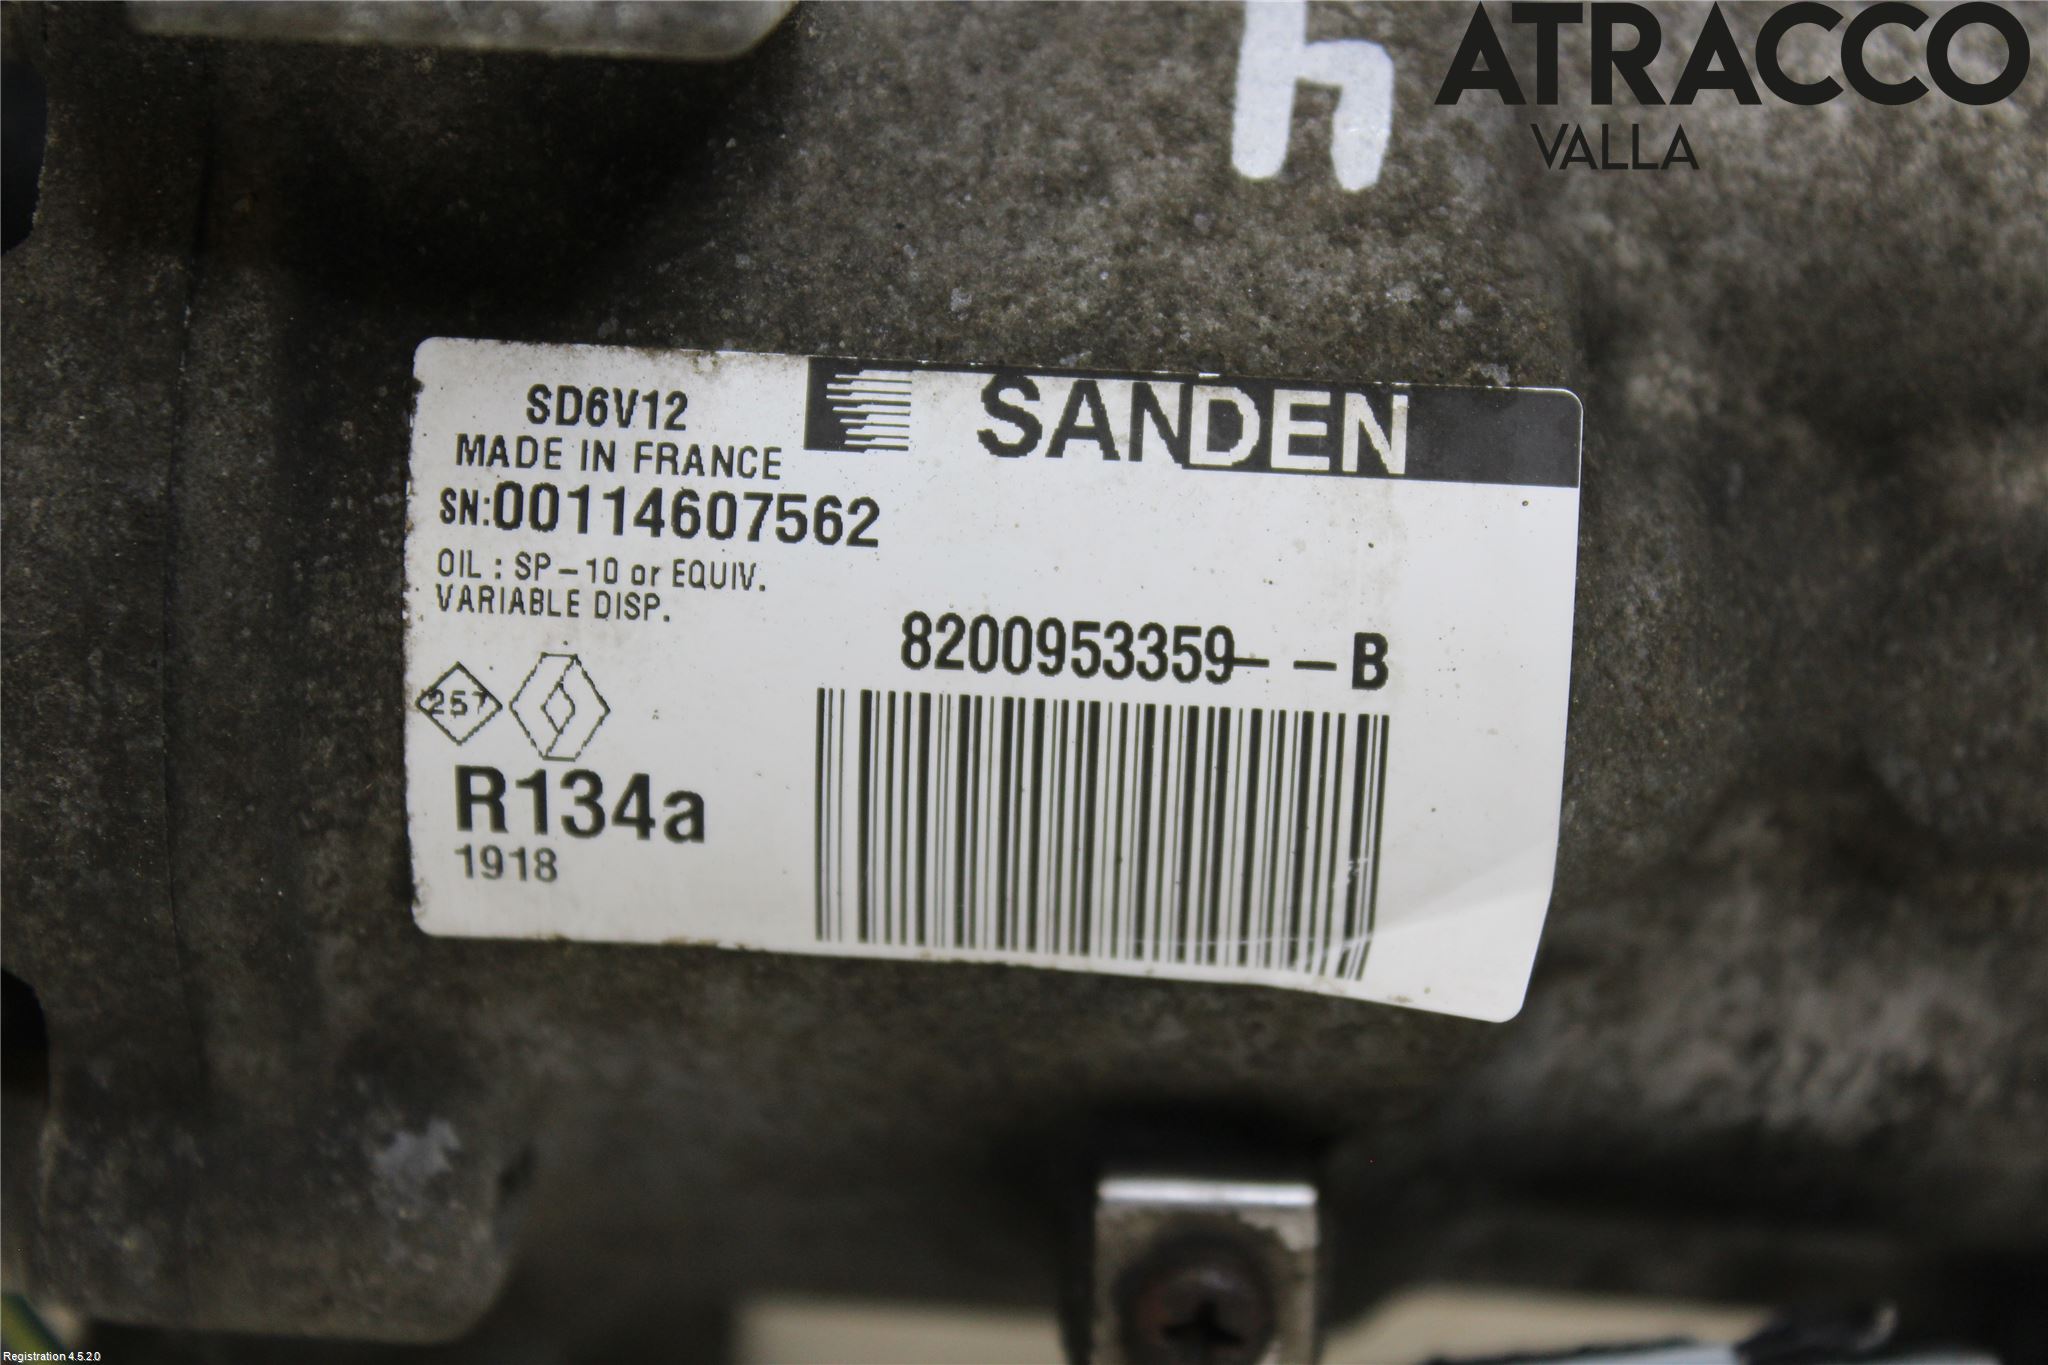 ATRACCO
VALLA
h
SD6V12
SANDEN
MADE IN FRANCE
SN:00114607562
OIL : SP-10 or EQUIV.
VARIABLE DISP.
8200953359- -B
257
R134a
1918
Registration 4.5.2.0